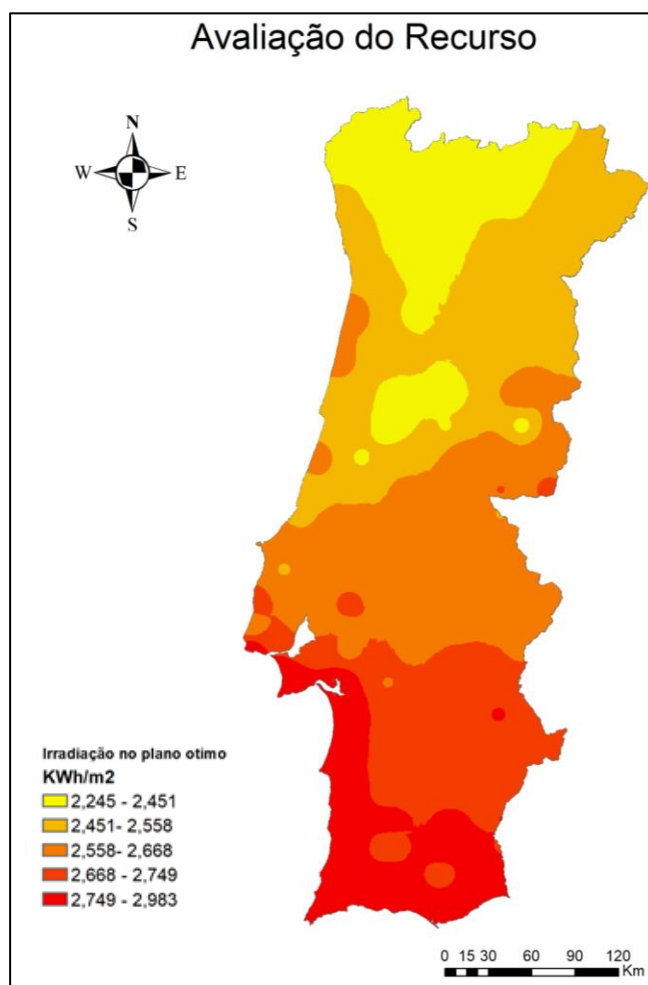 Avaliação do Recurso
N
W E
S
Irradiação no plano otimo
KWh/m2
2,245 - 2,451
2,451- 2,558
2,558- 2,668
2,668 - 2,749
2,749 - 2,983
0 15 30 60 90 120
Km